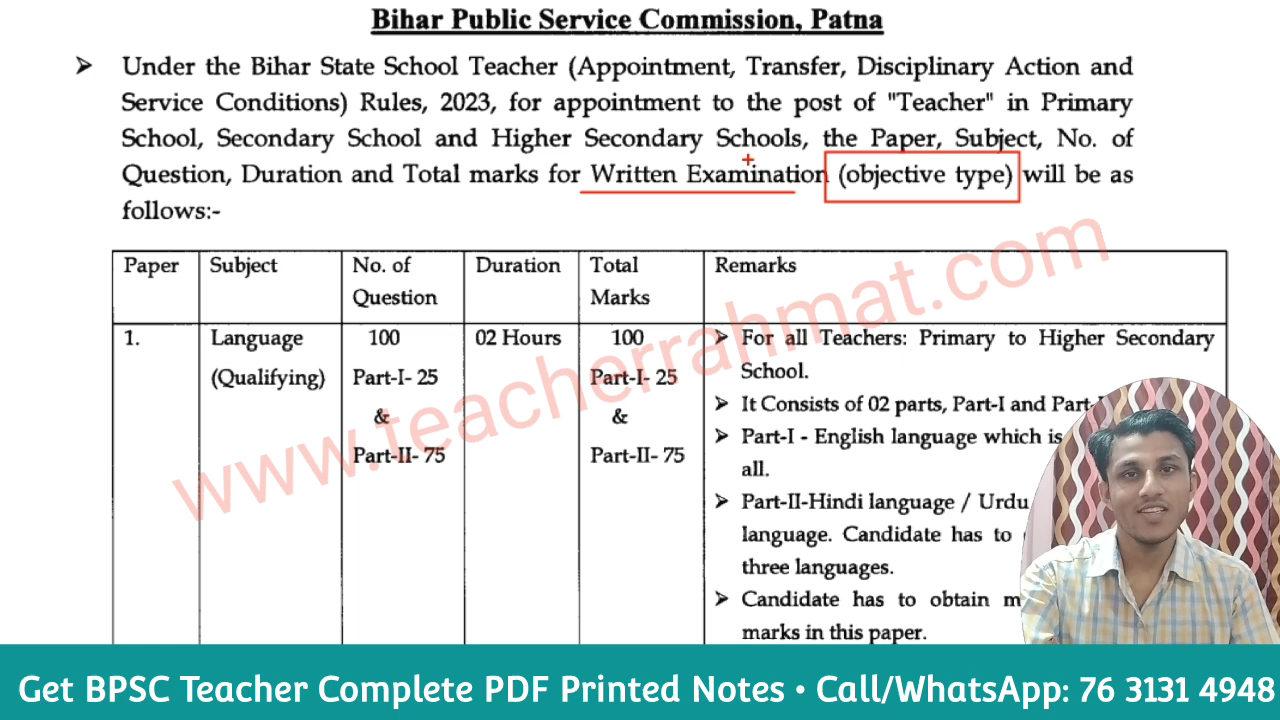 Bihar Public Service Commission, Patna
➤ Under the Bihar State School Teacher (Appointment, Transfer, Disciplinary Action and
Service Conditions) Rules, 2023, for appointment to the post of "Teacher" in Primary
School, Secondary School and Higher Secondary Schools, the Paper, Subject, No. of
Question, Duration and Total marks for Written Examination (objective type) will be as
follows:-
Paper Subject No. of Question Duration Total Marks Remarks
1. Language (Qualifying)
100
Part-I- 25
&
Part-II- 75
02 Hours
100
Part-I- 25
&
Part-II- 75
➤ For all Teachers: Primary to Higher Secondary
School.
➤ It Consists of 02 parts, Part-I and
➤ Part-I - English language which is
all.
➤ Part-II-Hindi language / Urdu
language. Candidate has to
three languages.
➤ Candidate has to obtain
marks in this paper.
www.teacherrahmat.com
Get BPSC Teacher Complete PDF Printed Notes • Call/WhatsApp: 76 3131 4948